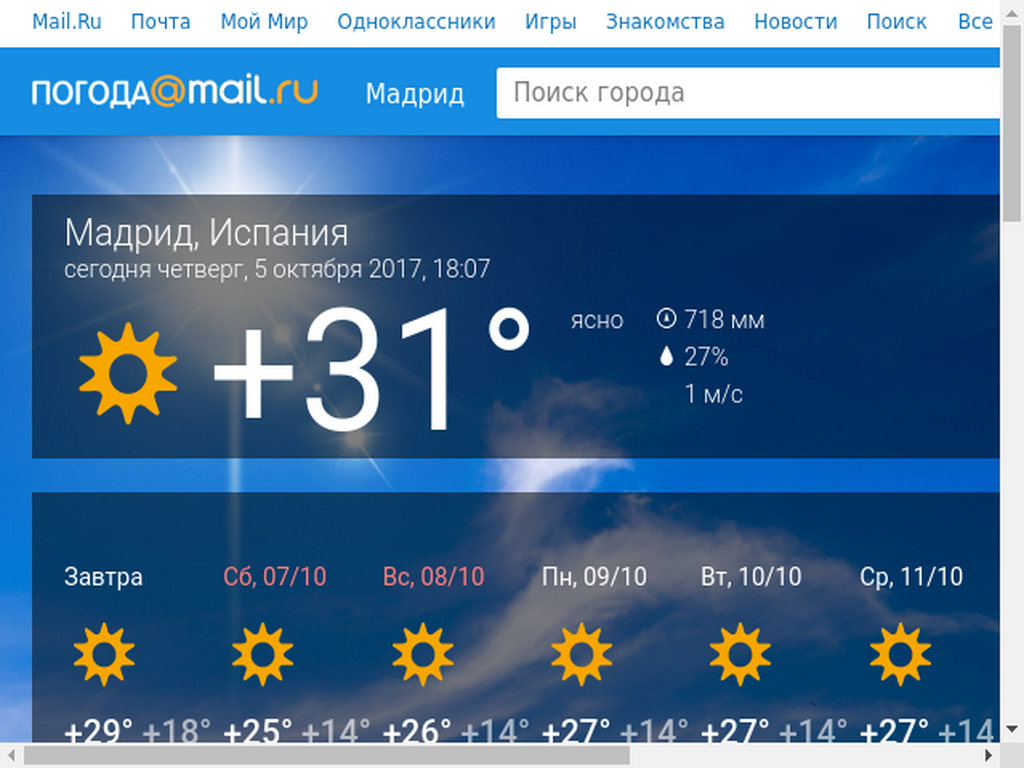 Mail.Ru Почта Мой Мир Одноклассники Игры Знакомства Новости Поиск Все
погода@mail.ru Мадрид Поиск города
Мадрид, Испания
сегодня четверг, 5 октября 2017, 18:07
+31° ясно 718 мм
27%
1 м/с
Завтра Сб, 07/10 Вс, 08/10 Пн, 09/10 Вт, 10/10 Ср, 11/10
+29° +18° +25° +14° +26° +14° +27° +14° +27° +14° +27° +14